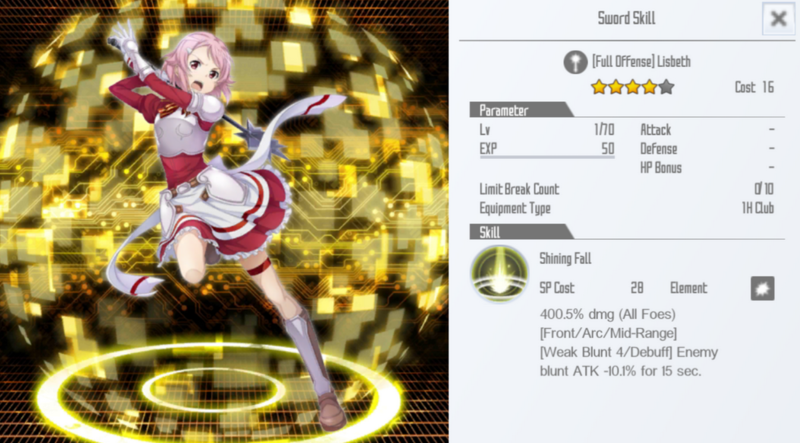 Sword Skill
[Full Offense] Lisbeth
Cost 16
Parameter
Lv 1/70 Attack -
EXP 50 Defense -
HP Bonus -
Limit Break Count 0/10
Equipment Type 1H Club
Skill
Shining Fall
SP Cost 28 Element
400.5% dmg (All Foes)
[Front/Arc/Mid-Range]
[Weak Blunt 4/Debuff] Enemy
blunt ATK -10.1% for 15 sec.